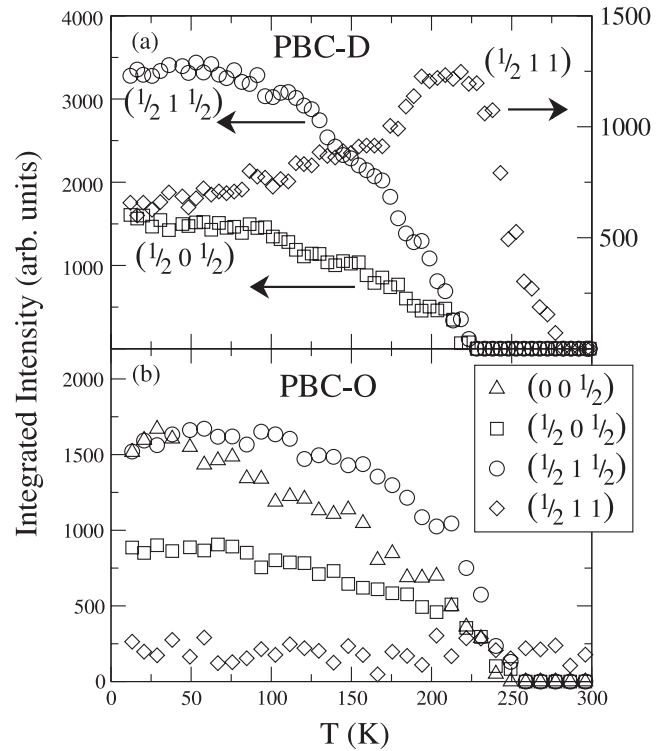 (a)
PBC-D
(1/2 1 1/2)
(1/2 1 1)
(1/2 0 1/2)
4000
3000
2000
1000
1500
1000
500
0
Integrated Intensity (arb. units)
(b)
PBC-O
2000
1500
1000
500
0
(0 0 1/2)
(1/2 0 1/2)
(1/2 1 1/2)
(1/2 1 1)
0 50 100 150 200 250 300
T (K)